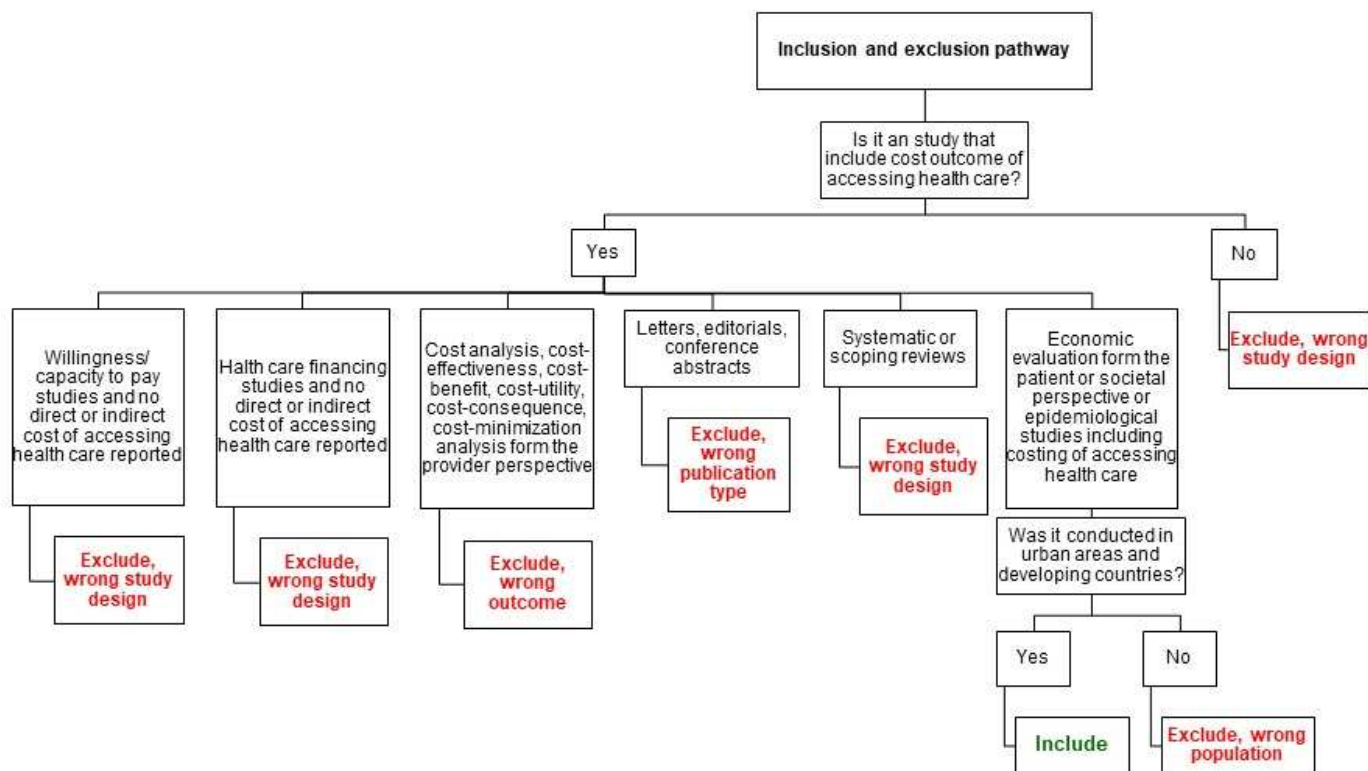 Inclusion and exclusion pathway
Is it an study that
include cost outcome of
accessing health care?
Yes
No
Willingness/
capacity to pay
studies and no
direct or indirect
cost of accessing
health care reported
Exclude,
wrong study
design
Halth care financing
studies and no
direct or indirect
cost of accessing
health care reported
Exclude,
wrong study
design
Cost analysis, cost-
effectiveness, cost-
benefit, cost-utility,
cost-consequence,
cost-minimization
analysis form the
provider perspective
Exclude,
wrong
outcome
Letters, editorials,
conference
abstracts
Exclude,
wrong
publication
type
Systematic or
scoping reviews
Exclude,
wrong study
design
Economic
evaluation form the
patient or societal
perspective or
epidemiological
studies including
costing of accessing
health care
Exclude, wrong
study design
Was it conducted in
urban areas and
developing countries?
Yes
No
Include
Exclude, wrong
population